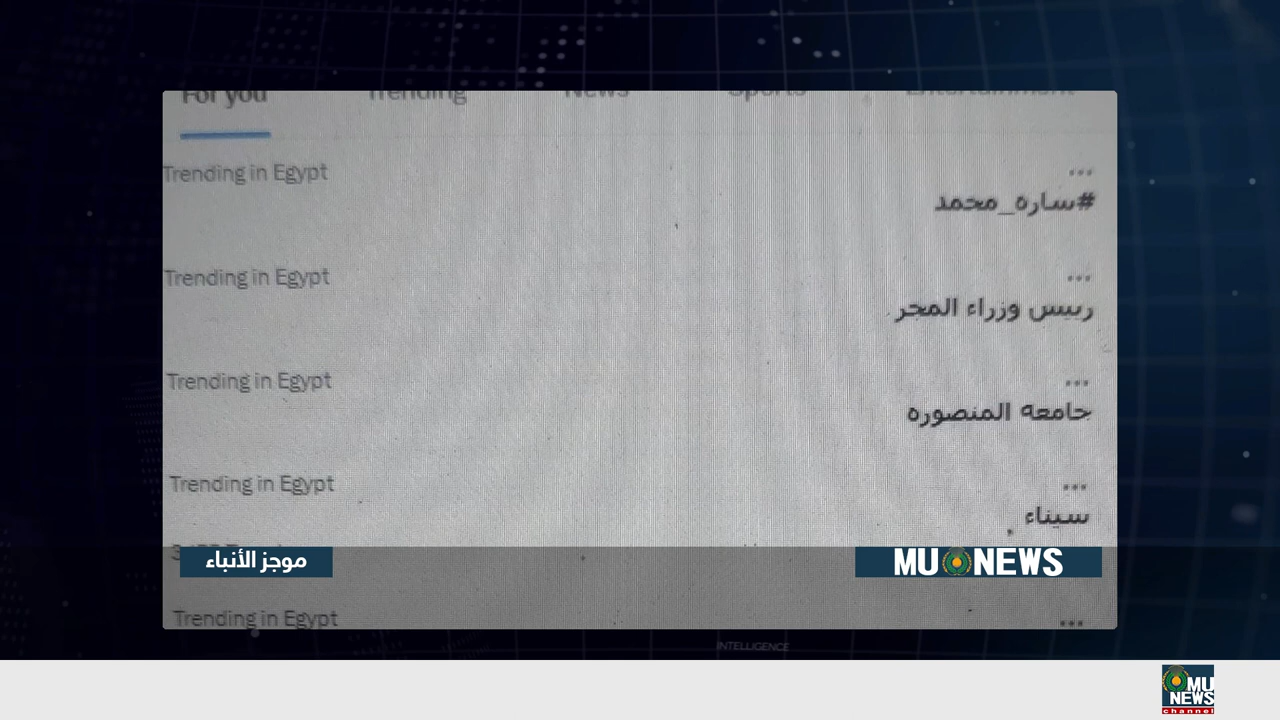 For you Trending News Sports Entertainment
Trending in Egypt
#ساره_محمد
Trending in Egypt
رييس وزراء المجر
Trending in Egypt
جامعه المنصوره
Trending in Egypt
سيناء
موجز الأنباء
MU NEWS
Trending in Egypt
INTELLIGENCE
MU
NEWS
channel